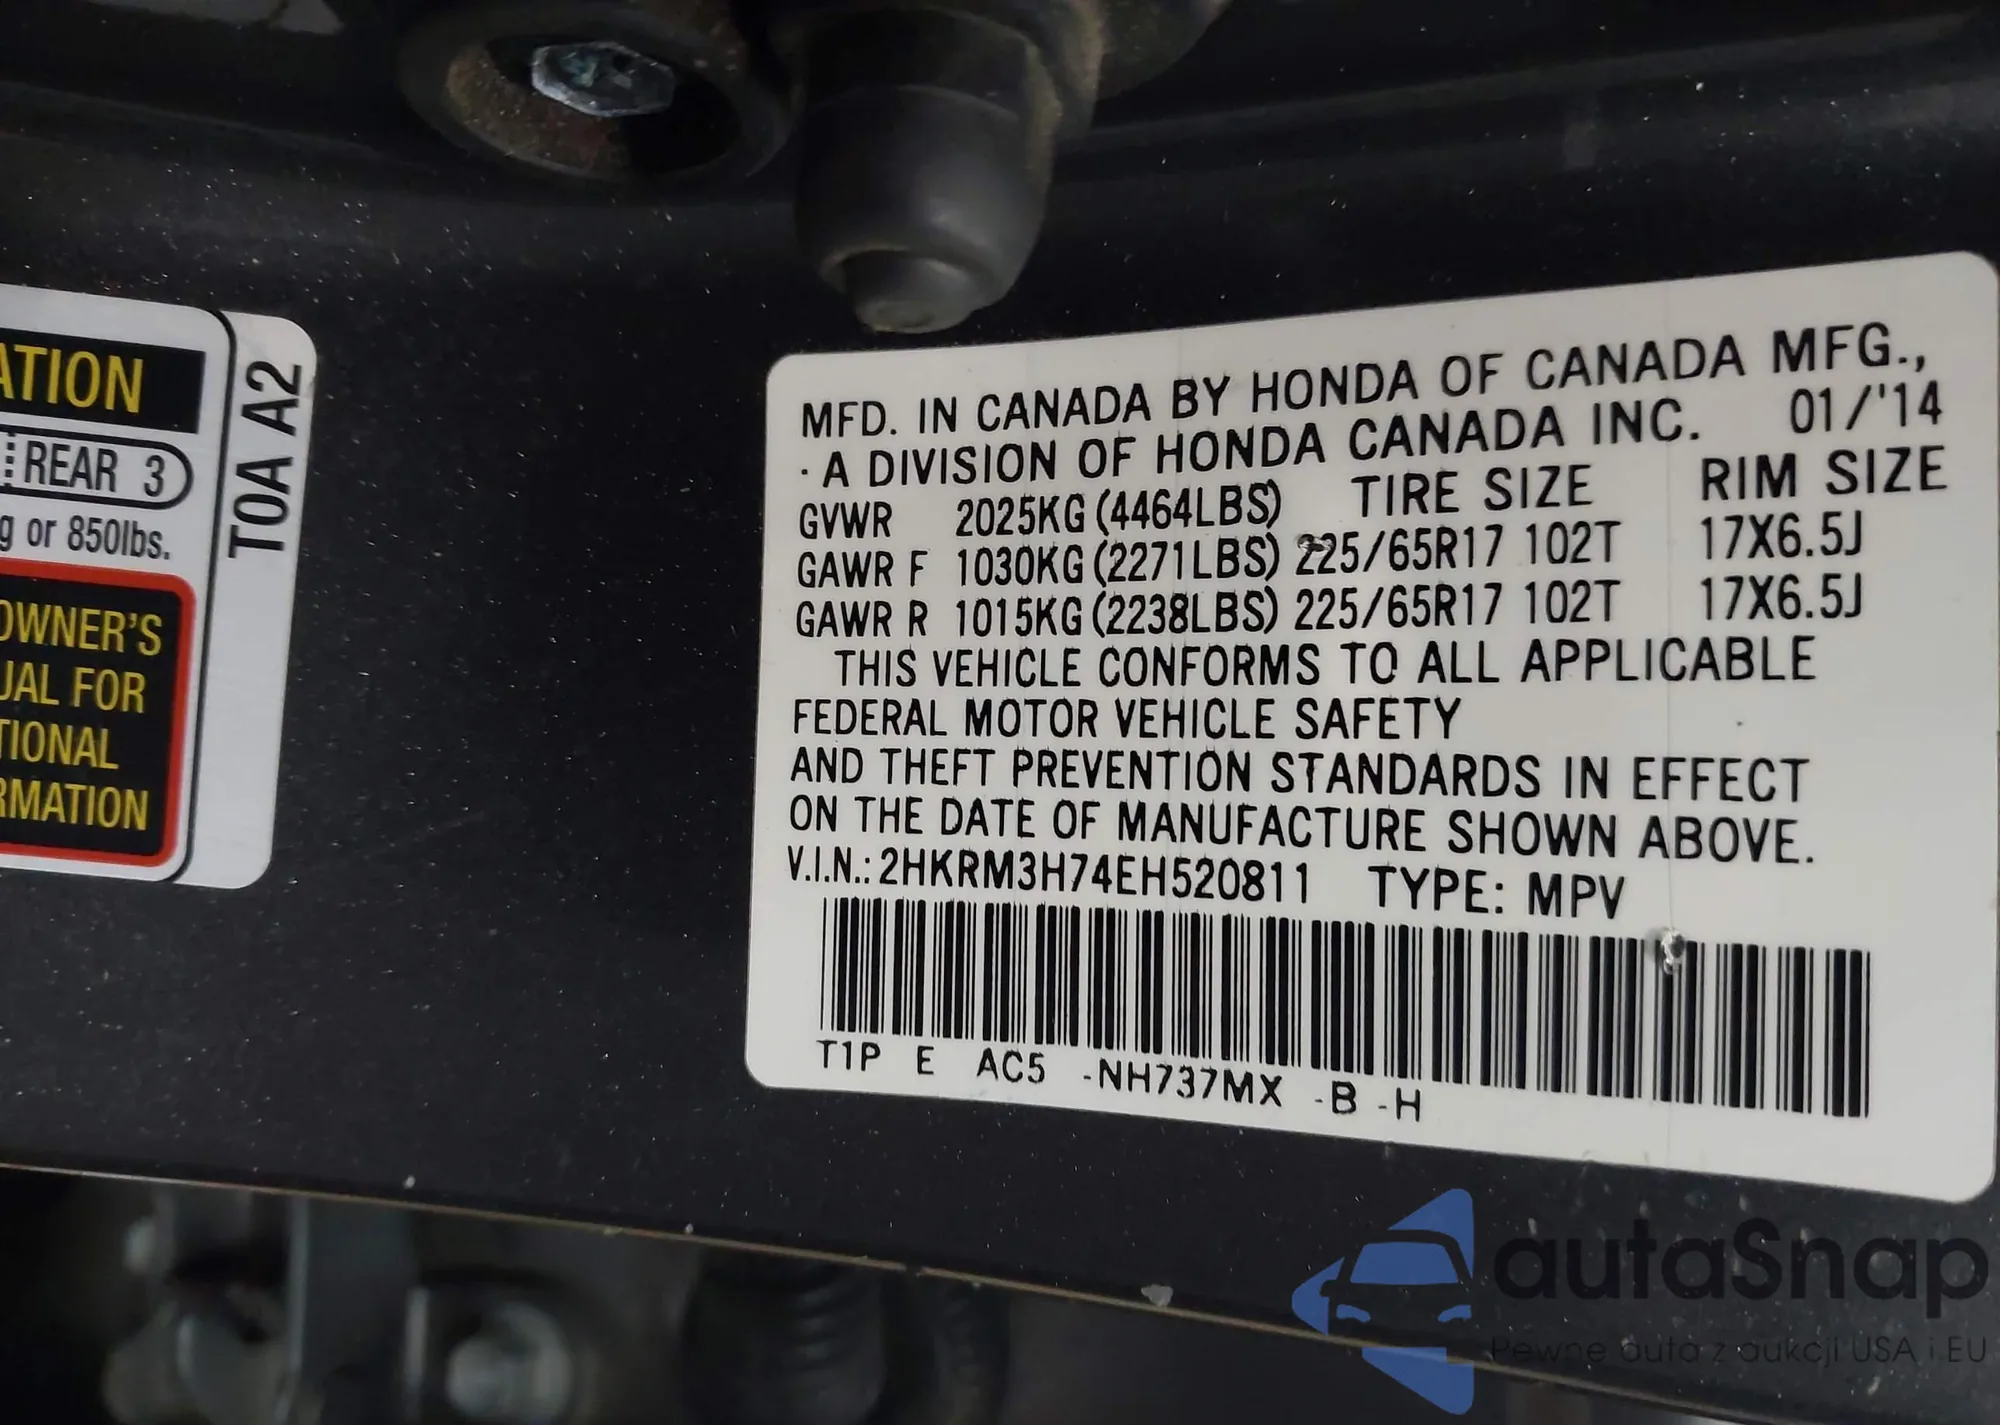 ATION
REAR 3
g or 850lbs.
OWNER'S
UAL FOR
TIONAL
RMATION
T0A A2
MFD. IN CANADA BY HONDA OF CANADA MFG.,
· A DIVISION OF HONDA CANADA INC. 01/'14
GVWR 2025KG (4464LBS) TIRE SIZE RIM SIZE
GAWR F 1030KG (2271LBS) 225/65R17 102T 17X6.5J
GAWR R 1015KG (2238LBS) 225/65R17 102T 17X6.5J
THIS VEHICLE CONFORMS TO ALL APPLICABLE
FEDERAL MOTOR VEHICLE SAFETY
AND THEFT PREVENTION STANDARDS IN EFFECT
ON THE DATE OF MANUFACTURE SHOWN ABOVE.
V.I.N.: 2HKRM3H74EH520811 TYPE: MPV
T1P E AC5 -NH737MX -B -H
autaSnap
Pewne auta z aukcji USA i EU